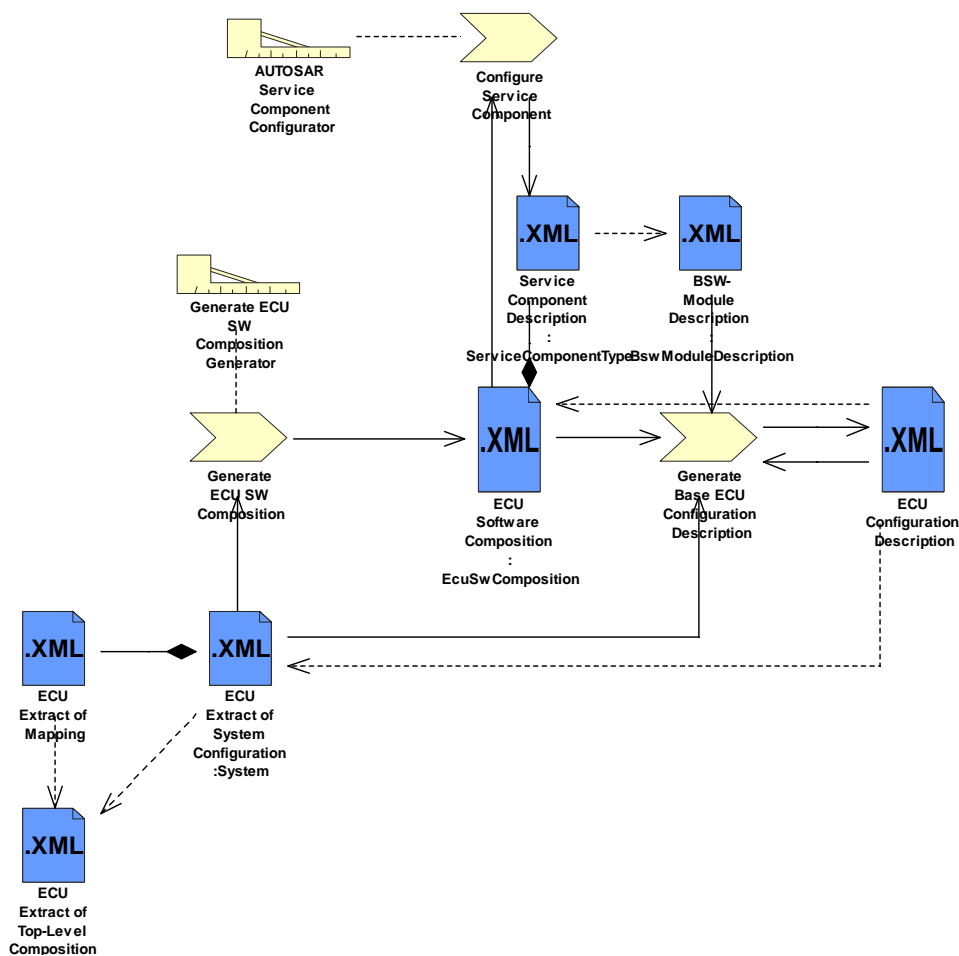 AUTOSAR
Service
Component
Configurator
Configure
Service
Component
.XML
Service
Component
Description
:
ServiceComponentType
.XML
BSW-
Module
Description
:
BswModuleDescription
Generate ECU
SW
Composition
Generator
Generate
ECU SW
Composition
.XML
ECU
Software
Composition
:
EcuSwComposition
Generate
Base ECU
Configuration
Description
.XML
ECU
Configuration
Description
.XML
ECU
Extract of
Mapping
.XML
ECU
Extract of
System
Configuration
:System
.XML
ECU
Extract of
Top-Level
Composition